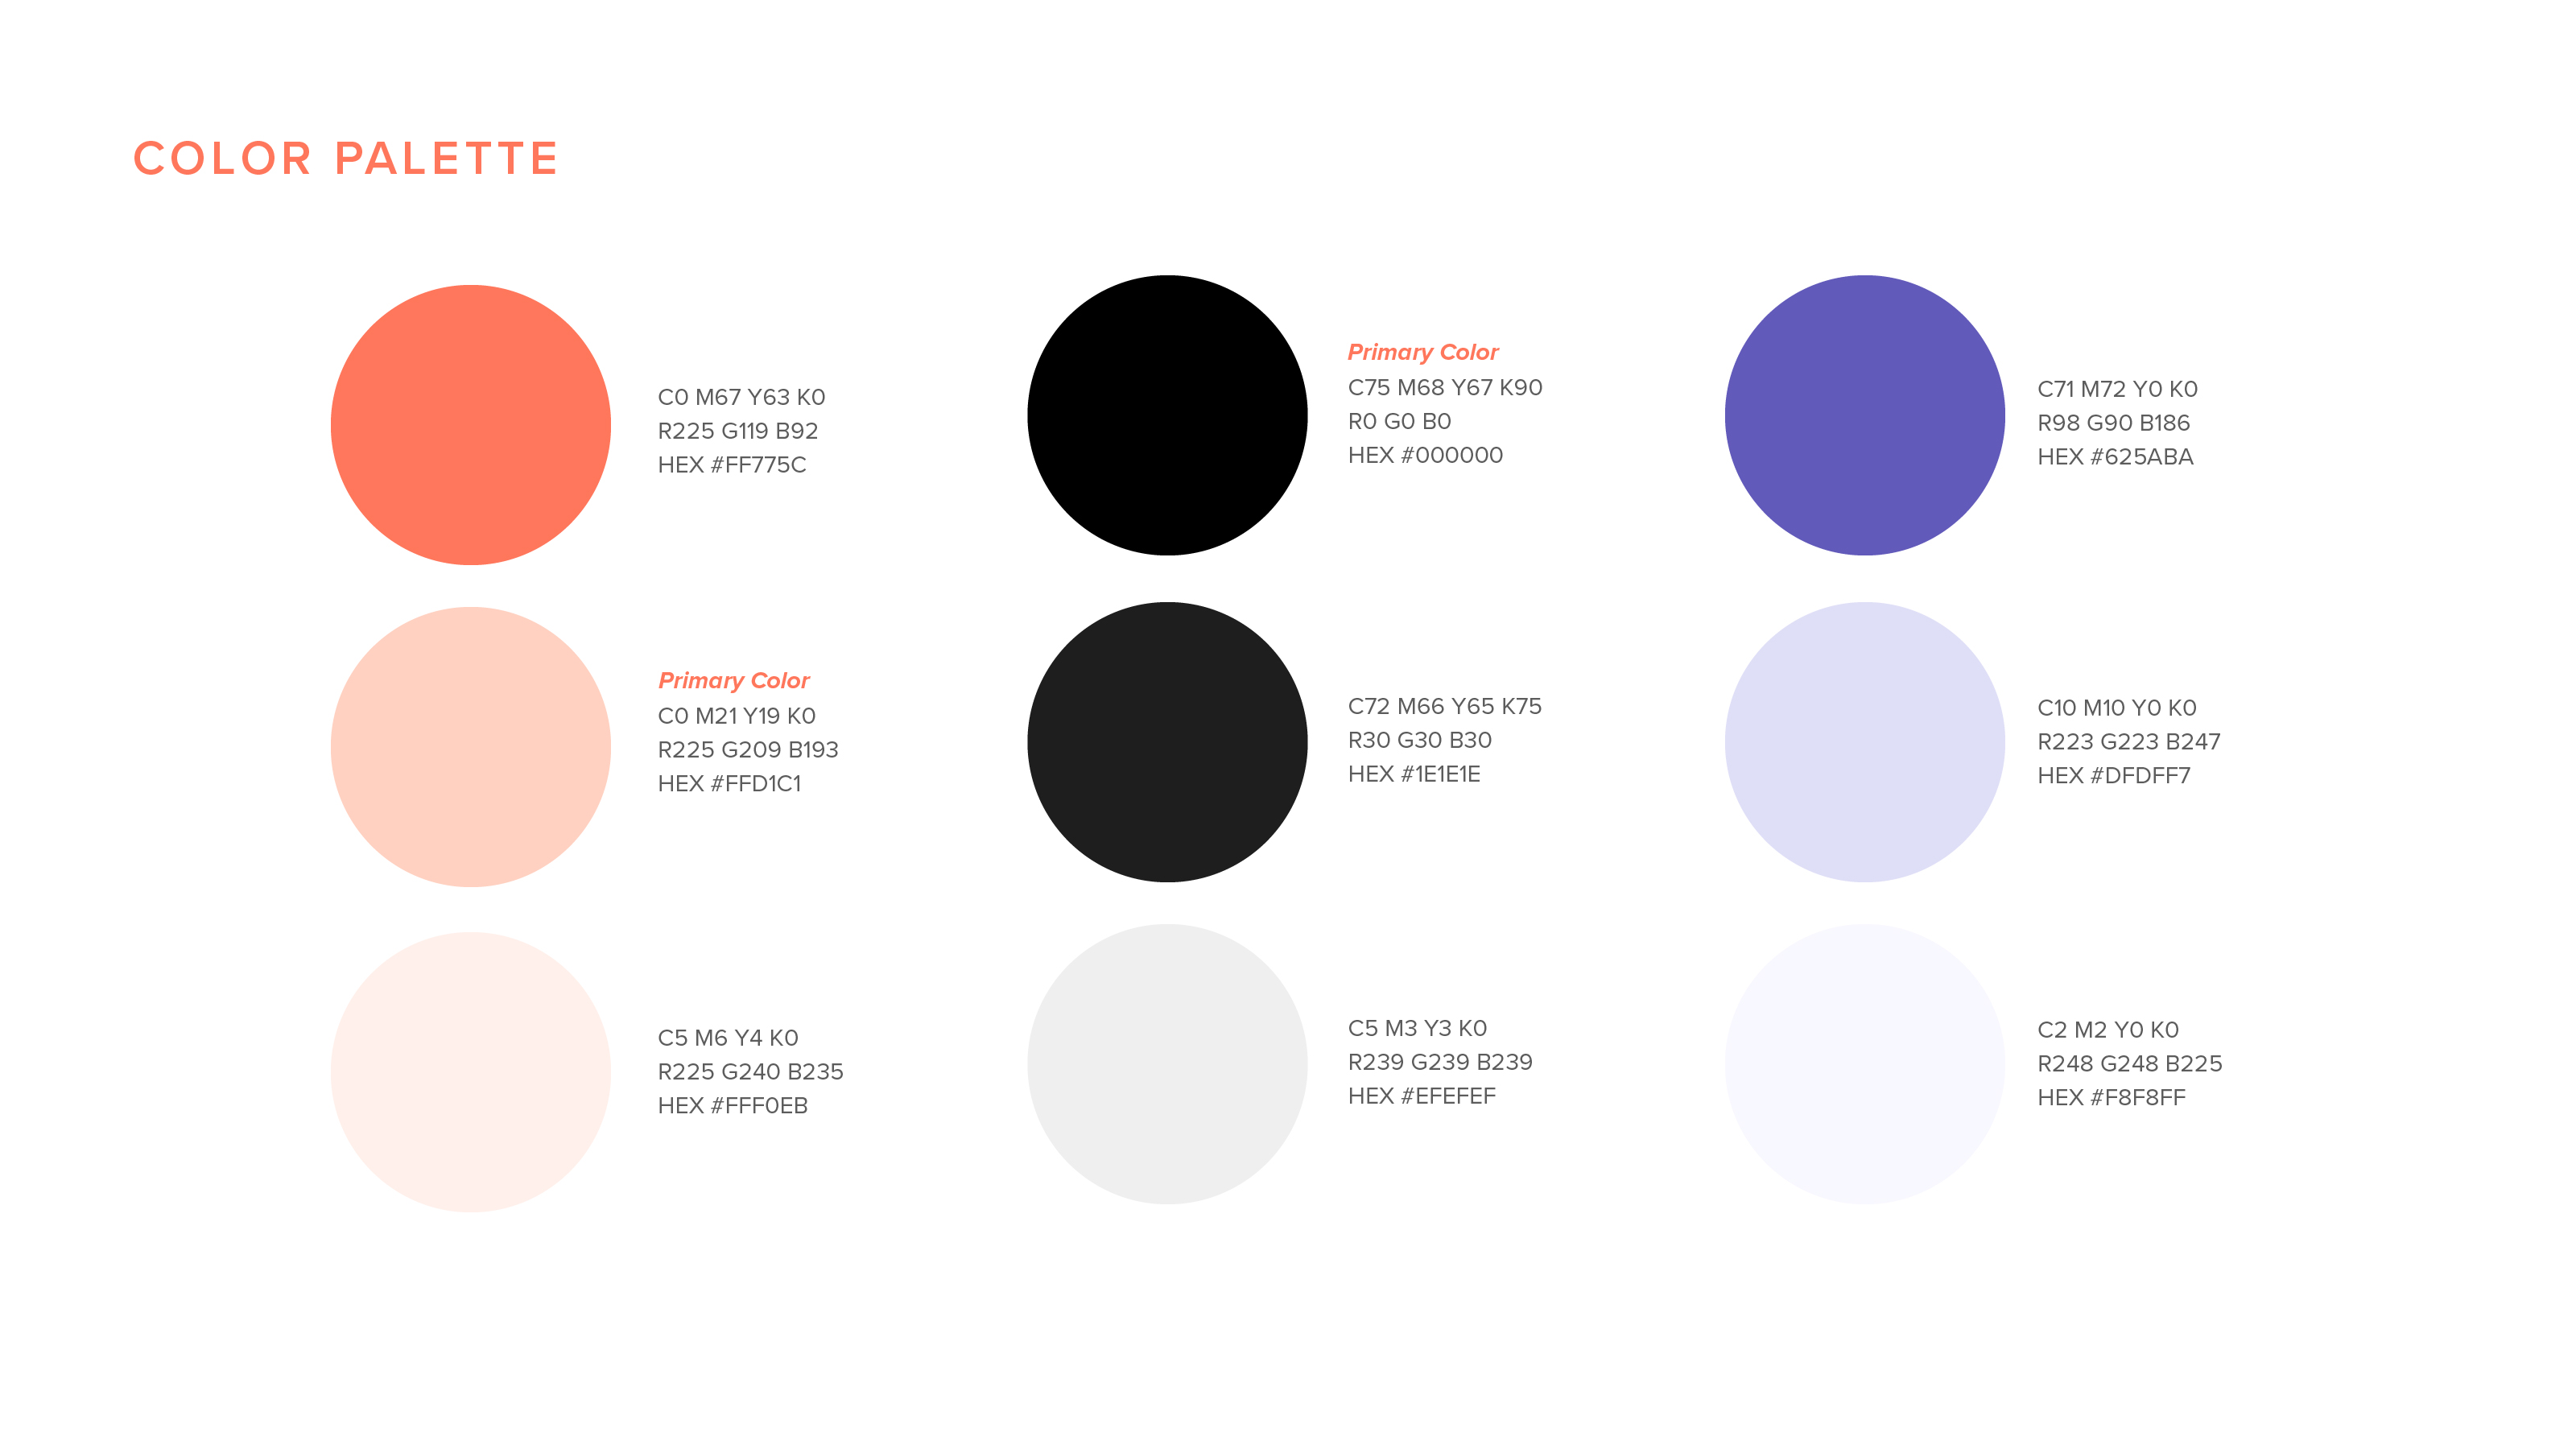 COLOR PALETTE
C0 M67 Y63 K0
R225 G119 B92
HEX #FF775C
Primary Color
C0 M21 Y19 K0
R225 G209 B193
HEX #FFD1C1
C5 M6 Y4 K0
R225 G240 B235
HEX #FFF0EB
Primary Color
C75 M68 Y67 K90
R0 G0 B0
HEX #000000
C72 M66 Y65 K75
R30 G30 B30
HEX #1E1E1E
C5 M3 Y3 K0
R239 G239 B239
HEX #EFEFEF
C71 M72 Y0 K0
R98 G90 B186
HEX #625ABA
C10 M10 Y0 K0
R223 G223 B247
HEX #DFDFF7
C2 M2 Y0 K0
R248 G248 B225
HEX #F8F8FF